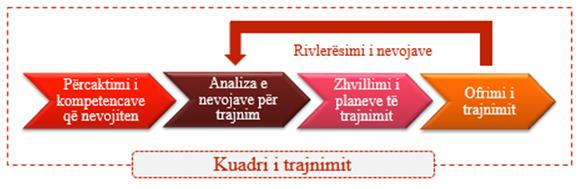 Rivlerësimi i nevojave
Përcaktimi i
kompetencave
që nevojiten
Analiza e
nevojave për
trajnim
Zhvillimi i
planeve të
trajnimit
Ofrimi i
trajnimit
Kuadri i trajnimit